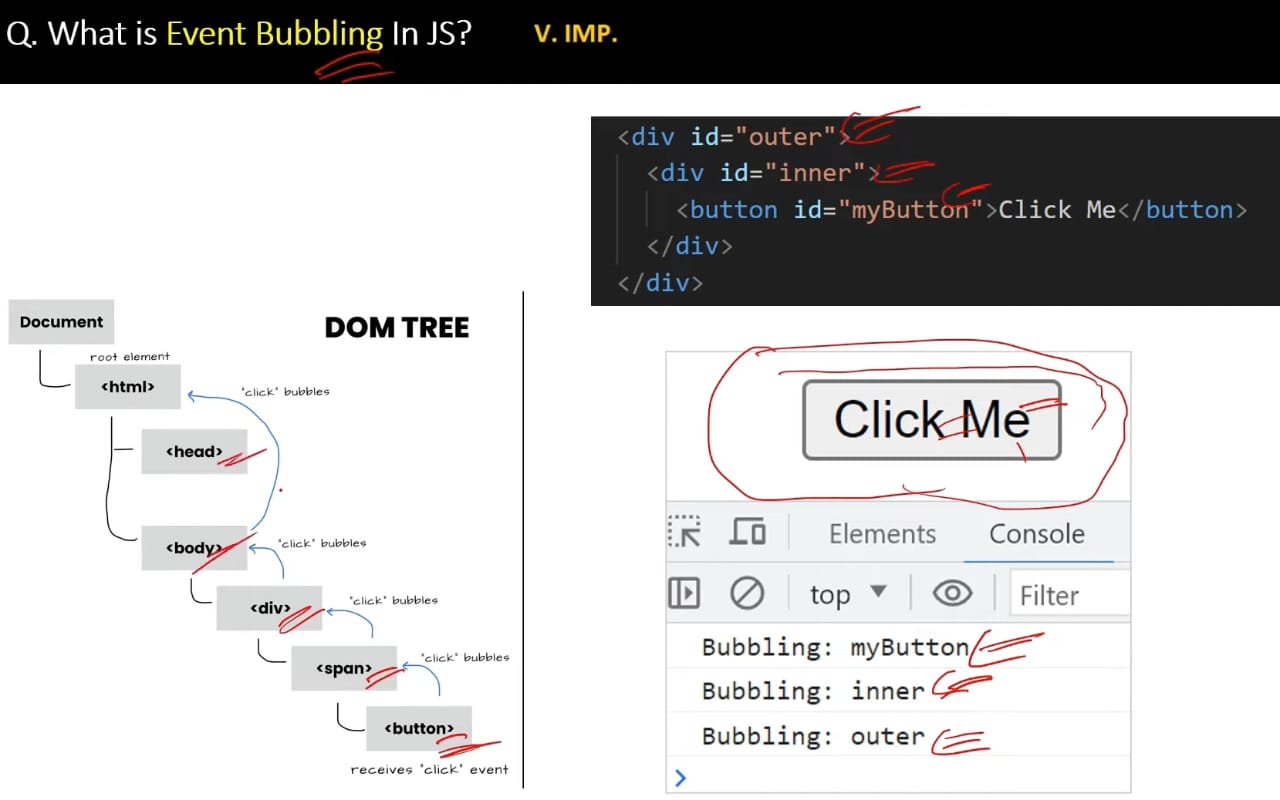 Q. What is Event Bubbling In JS?
V. IMP.
<div id="outer">
<div id="inner">
<button id="myButton">Click Me</button>
</div>
</div>
DOM TREE
Document
root element
<html>
"click" bubbles
<head>
<body>
"click" bubbles
<div>
"click" bubbles
<span>
"click" bubbles
<button>
receives "click" event
Click Me
Elements
Console
top
Filter
Bubbling: myButton
Bubbling: inner
Bubbling: outer